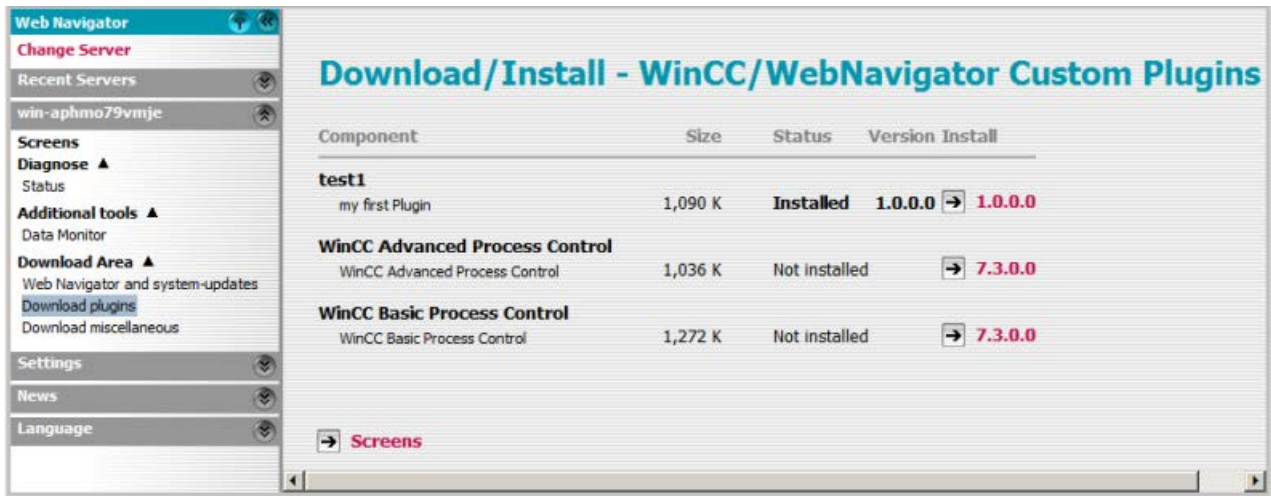 Web Navigator
Change Server
Recent Servers
win-aphmo79vmje
Screens
Diagnose ▲
Status
Additional tools ▲
Data Monitor
Download Area ▲
Web Navigator and system-updates
Download plugins
Download miscellaneous
Settings
News
Language
Download/Install - WinCC/WebNavigator Custom Plugins
Component Size Status Version Install
test1
my first Plugin 1,090 K Installed 1.0.0.0 → 1.0.0.0
WinCC Advanced Process Control
WinCC Advanced Process Control 1,036 K Not installed → 7.3.0.0
WinCC Basic Process Control
WinCC Basic Process Control 1,272 K Not installed → 7.3.0.0
→ Screens